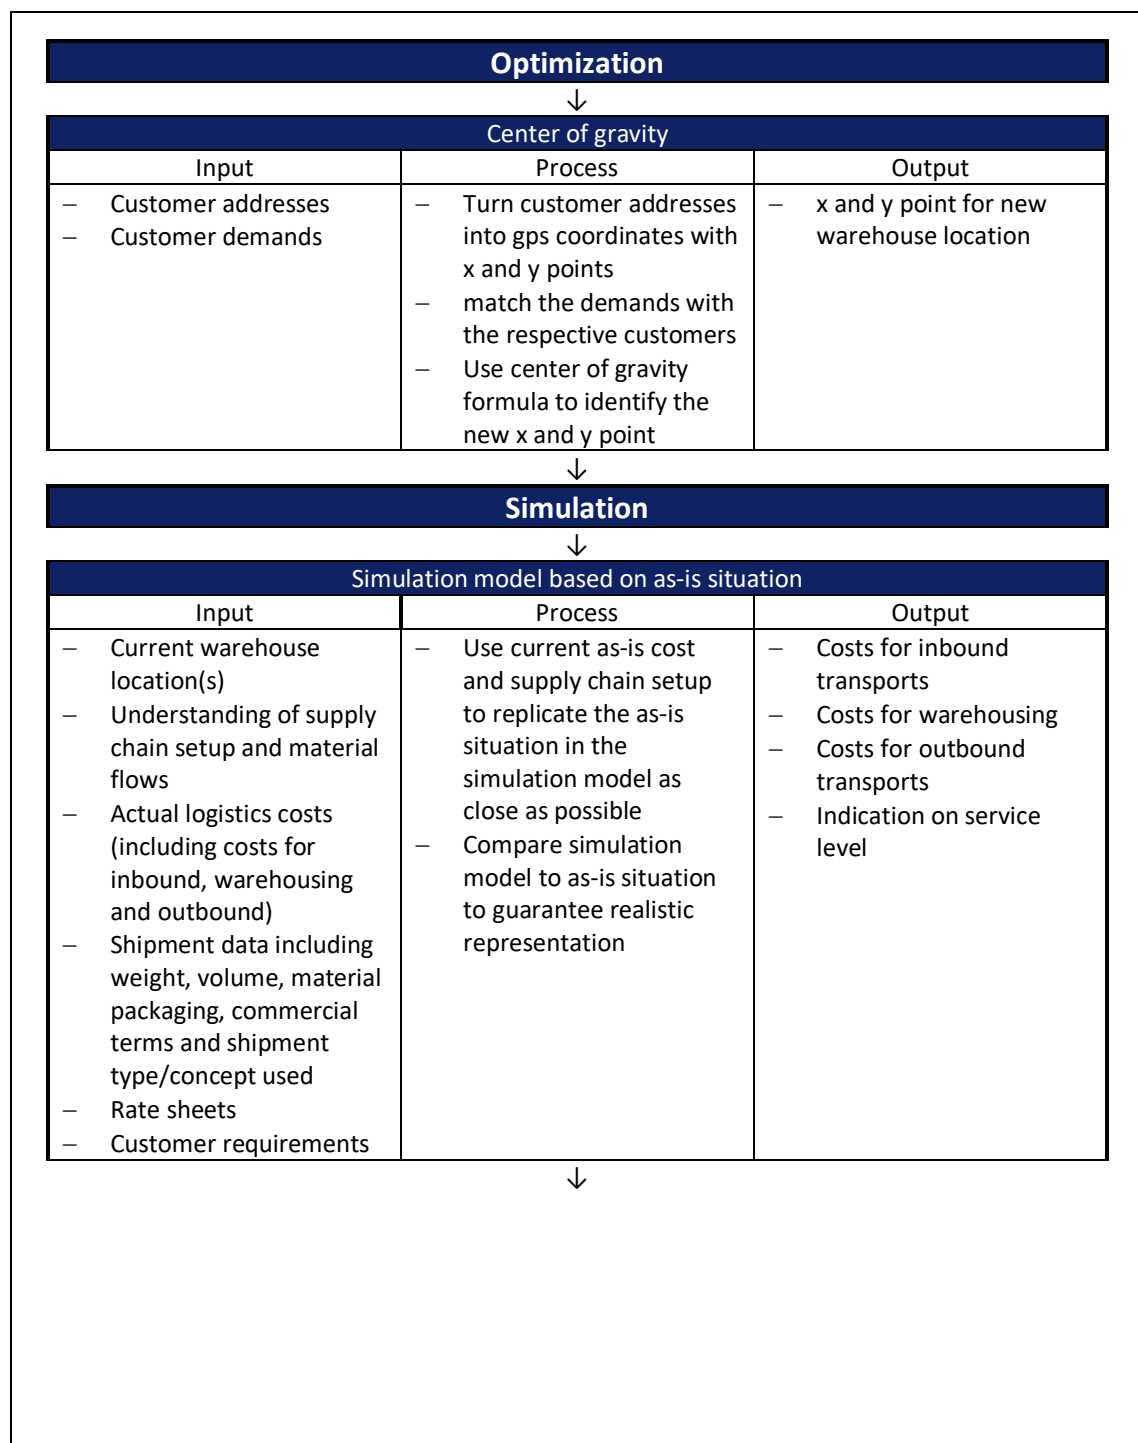 Optimization
↓
Center of gravity
Input
Process
Output
– Customer addresses
– Customer demands
– Turn customer addresses
into gps coordinates with
x and y points
– match the demands with
the respective customers
– Use center of gravity
formula to identify the
new x and y point
– x and y point for new
warehouse location
↓
Simulation
↓
Simulation model based on as-is situation
Input
Process
Output
– Current warehouse
location(s)
– Understanding of supply
chain setup and material
flows
– Actual logistics costs
(including costs for
inbound, warehousing
and outbound)
– Shipment data including
weight, volume, material
packaging, commercial
terms and shipment
type/concept used
– Rate sheets
– Customer requirements
– Use current as-is cost
and supply chain setup
to replicate the as-is
situation in the
simulation model as
close as possible
– Compare simulation
model to as-is situation
to guarantee realistic
representation
– Costs for inbound
transports
– Costs for warehousing
– Costs for outbound
transports
– Indication on service
level
↓